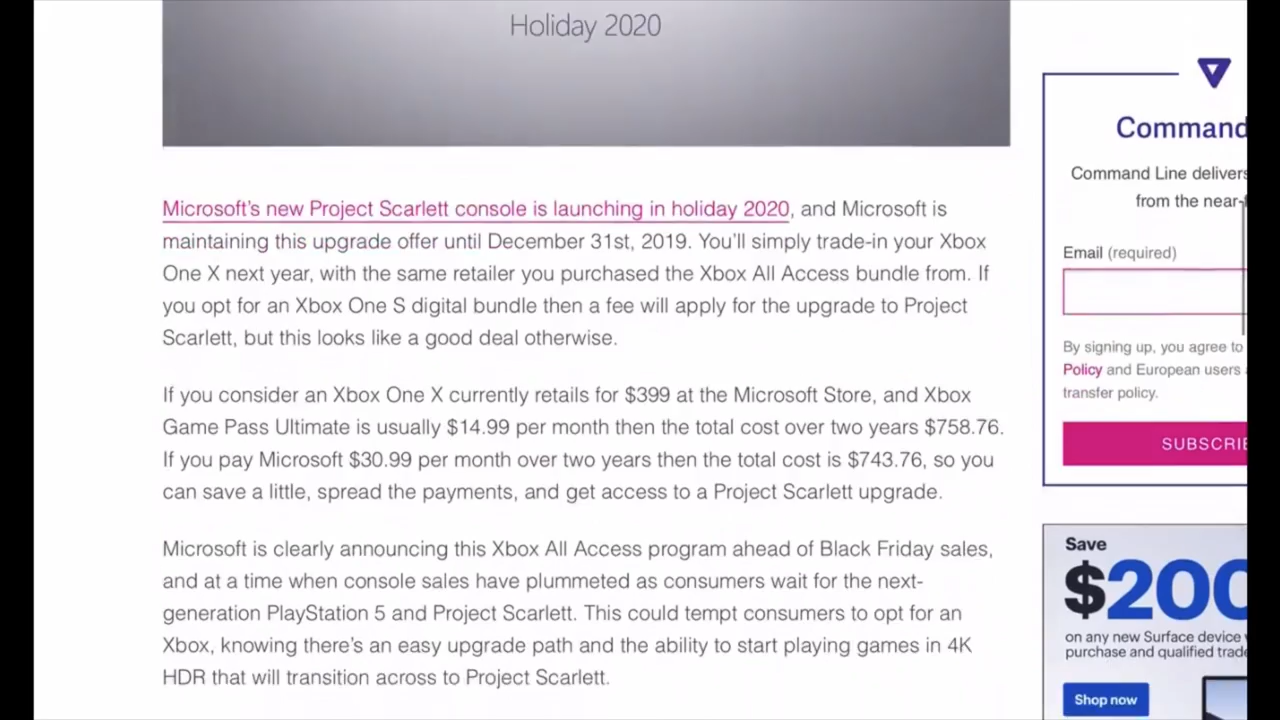 Holiday 2020
Microsoft's new Project Scarlett console is launching in holiday 2020, and Microsoft is
maintaining this upgrade offer until December 31st, 2019. You'll simply trade-in your Xbox
One X next year, with the same retailer you purchased the Xbox All Access bundle from. If
you opt for an Xbox One S digital bundle then a fee will apply for the upgrade to Project
Scarlett, but this looks like a good deal otherwise.
If you consider an Xbox One X currently retails for $399 at the Microsoft Store, and Xbox
Game Pass Ultimate is usually $14.99 per month then the total cost over two years $758.76.
If you pay Microsoft $30.99 per month over two years then the total cost is $743.76, so you
can save a little, spread the payments, and get access to a Project Scarlett upgrade.
Microsoft is clearly announcing this Xbox All Access program ahead of Black Friday sales,
and at a time when console sales have plummeted as consumers wait for the next-
generation PlayStation 5 and Project Scarlett. This could tempt consumers to opt for an
Xbox, knowing there's an easy upgrade path and the ability to start playing games in 4K
HDR that will transition across to Project Scarlett.
Command
Command Line delivers
from the near-
Email (required)
By signing up, you agree to
Policy and European users
transfer policy.
SUBSCRI
Save
$200
on any new Surface device
purchase and qualified trade
Shop now